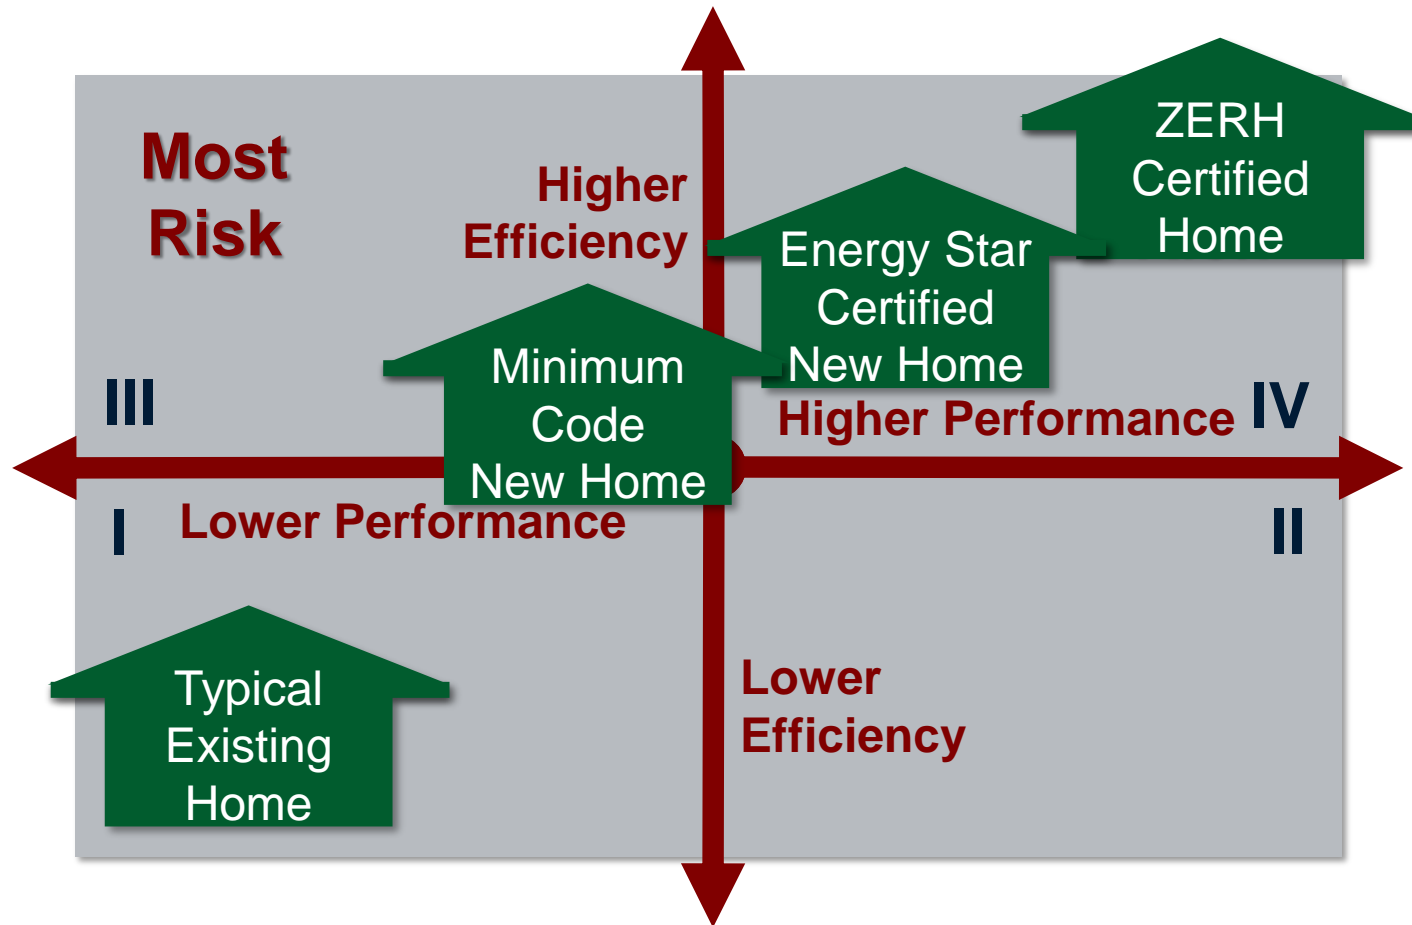 Most
Risk
Higher
Efficiency
ZERH
Certified
Home
Energy Star
Certified
New Home
Minimum
Code
New Home
III
Higher Performance
IV
I
Lower Performance
II
Typical
Existing
Home
Lower
Efficiency